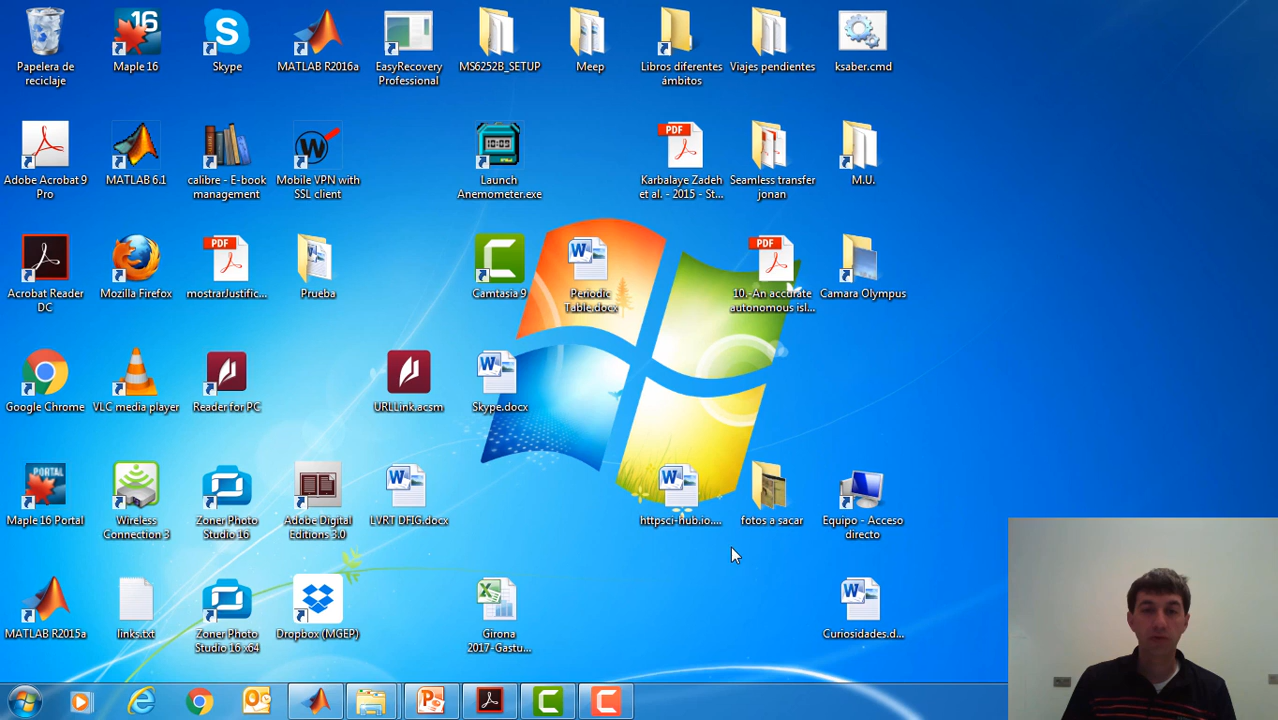 Papelera de
reciclaje
16
Maple 16
Skype
MATLAB R2016a
EasyRecovery
Professional
MS6252B_SETUP
Meep
Libros diferentes
ámbitos
Viajes pendientes
ksaber.cmd
Adobe Acrobat 9
Pro
MATLAB 6.1
calibre - E-book
management
Mobile VPN with
SSL client
Launch
Anemometer.exe
PDF
Karbalaye Zadeh
et al. - 2015 - St...
Seamless transfer
jonan
M.U.
Acrobat Reader
DC
Mozilla Firefox
PDF
mostrarJustific...
Prueba
Camtasia 9
Periodic
Table.docx
PDF
10.-An accurate
autonomous isl...
Camara Olympus
Google Chrome
VLC media player
Reader for PC
URLLink.acsm
Skype.docx
PORTAL
Maple 16 Portal
Wireless
Connection 3
Zoner Photo
Studio 16
Adobe Digital
Editions 3.0
LVRT DFIG.docx
httpsci-hub.io....
fotos a sacar
Equipo - Acceso
directo
MATLAB R2015a
links.txt
Zoner Photo
Studio 16 x64
Dropbox (MGEP)
Girona
2017-Gastu...
Curiosidades.d...